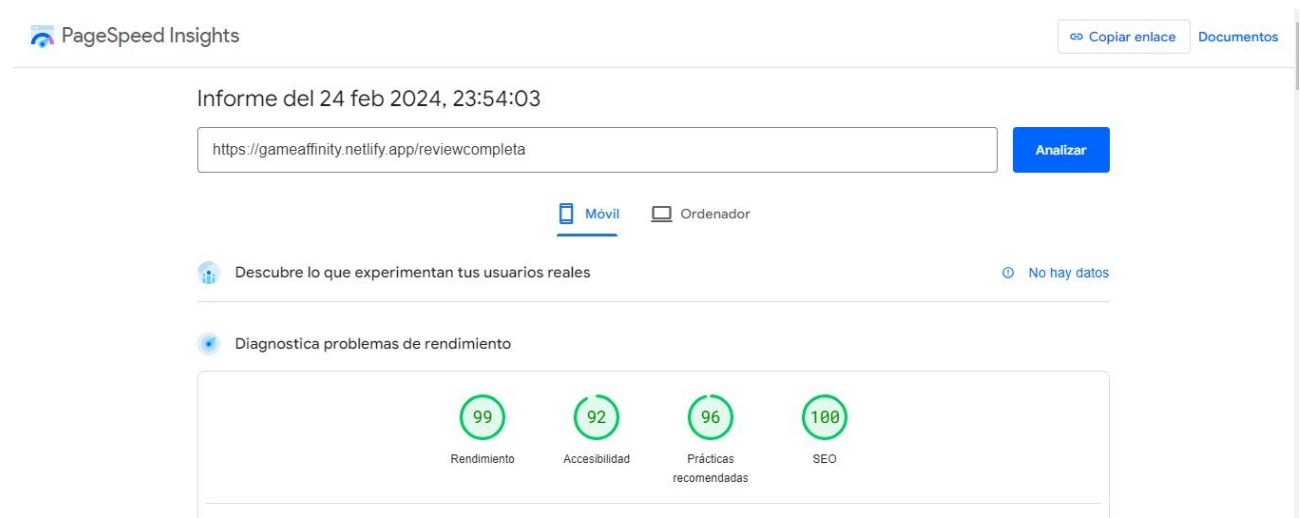 PageSpeed Insights
Copiar enlace
Documentos
Informe del 24 feb 2024, 23:54:03
https://gameaffinity.netlify.app/reviewcompleta
Analizar
Móvil
Ordenador
Descubre lo que experimentan tus usuarios reales
No hay datos
Diagnostica problemas de rendimiento
99
92
96
100
Rendimiento
Accesibilidad
Prácticas
recomendadas
SEO